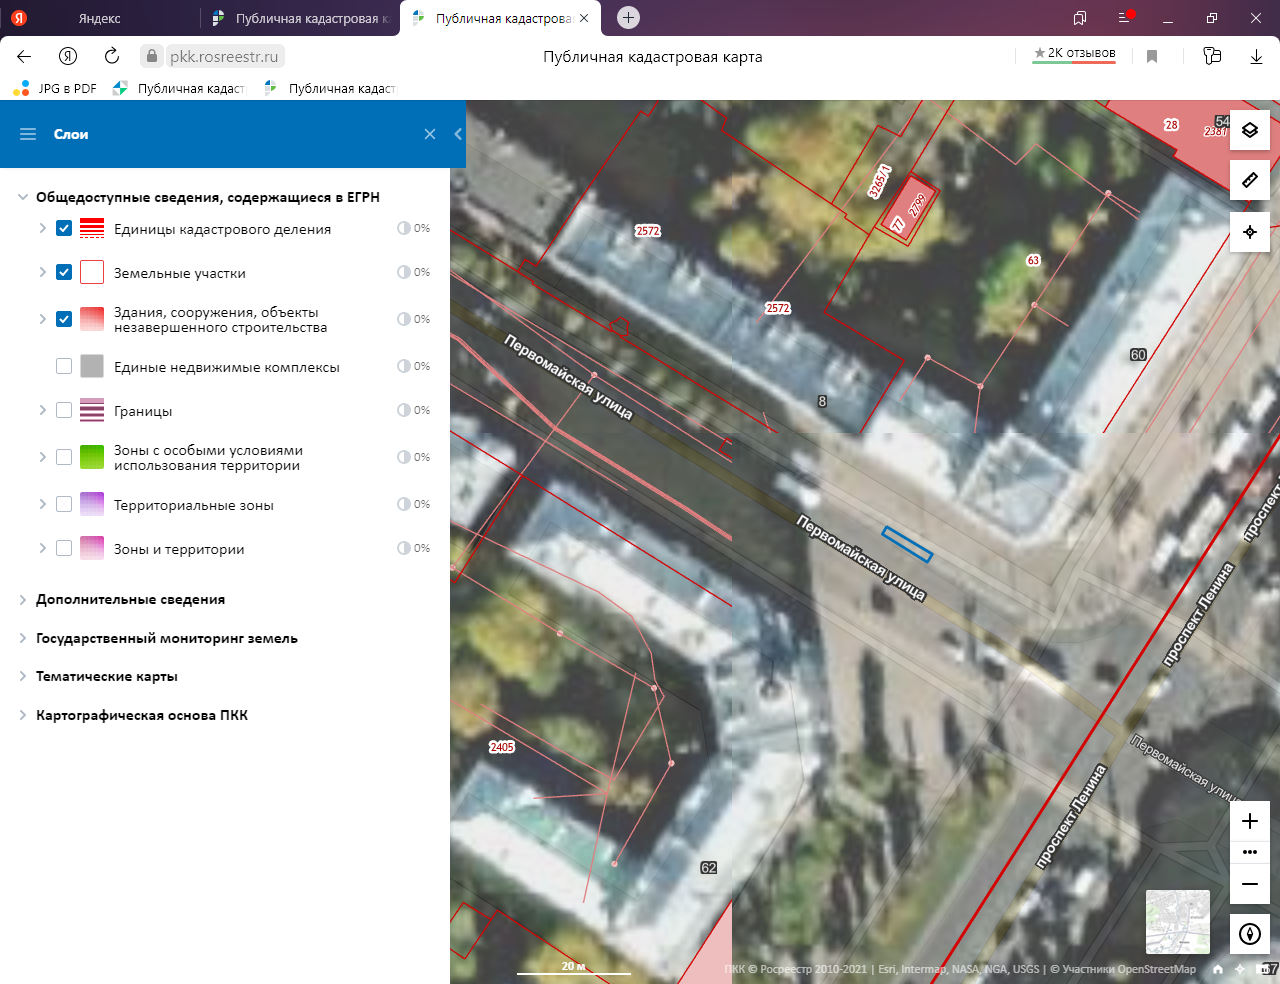 Яндекс
Публичная кадастровая к
Публичная кадастрова
Я
pkk.rosreestr.ru
Публичная кадастровая карта
★2К отзывов
JPG в PDF
Публичная кадаст
Публичная кадаст
Слои
Общедоступные сведения, содержащиеся в ЕГРН
Единицы кадастрового деления
0%
Земельные участки
0%
Здания, сооружения, объекты
незавершенного строительства
0%
Единые недвижимые комплексы
0%
Границы
0%
Зоны с особыми условиями
использования территории
0%
Территориальные зоны
0%
Зоны и территории
0%
Дополнительные сведения
Государственный мониторинг земель
Тематические карты
Картографическая основа ПКК
28
54
2381
3265/1
77
2799
2572
63
2572
60
8
Первомайская улица
Первомайская улица
проспект Ленина
проспект Ленина
Первомайская улица
проспект Ленина
2405
62
20 м
ПКК © Росреестр 2010-2021 | Esri, Intermap, NASA, NGA, USGS | © Участники OpenStreetMap
57